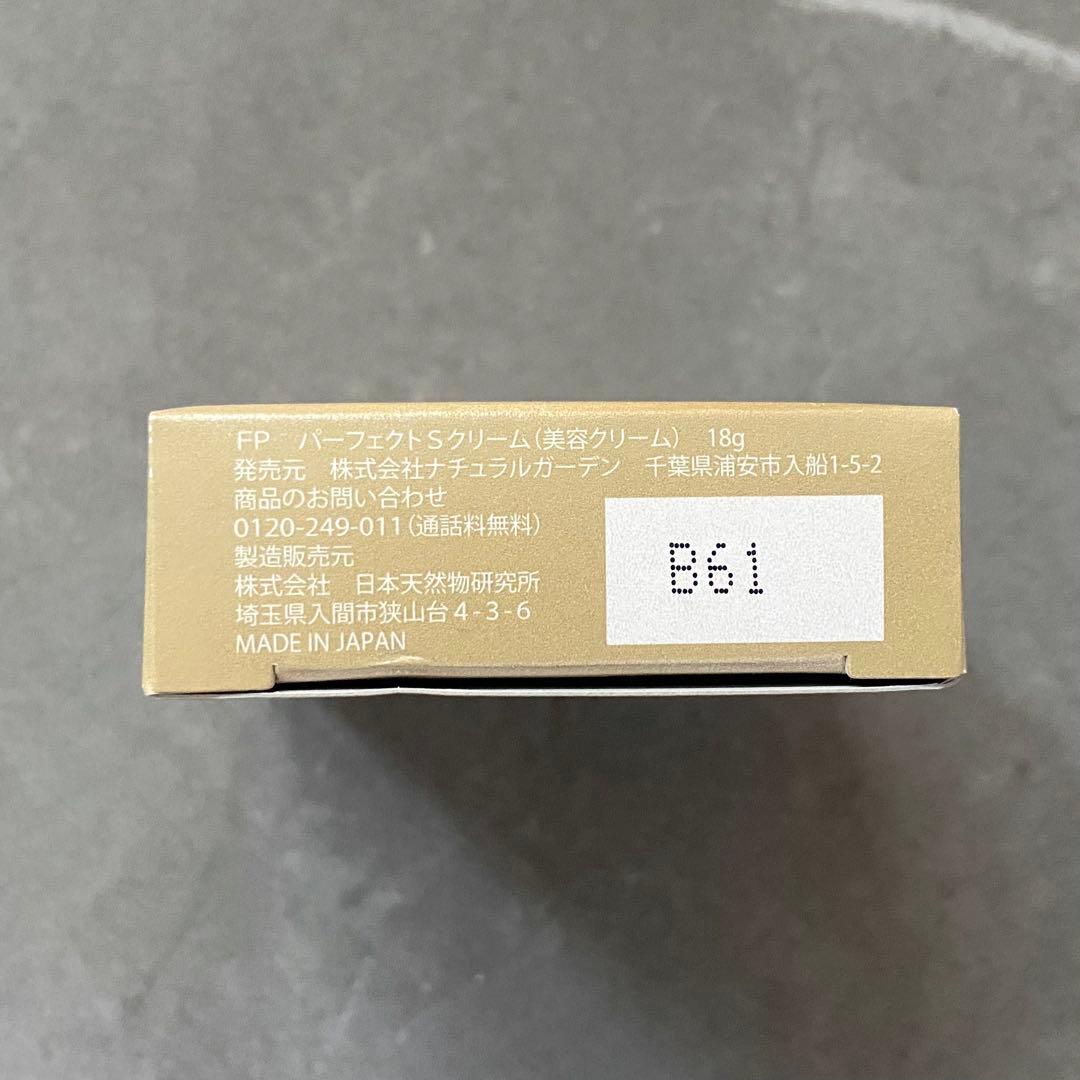 FP パーフェクトSクリーム(美容クリーム) 18g
発売元 株式会社ナチュラルガーデン 千葉県浦安市入船1-5-2
商品のお問い合わせ
0120-249-011(通話料無料)
製造販売元
株式会社 日本天然物研究所
埼玉県入間市狭山台4-3-6
MADE IN JAPAN
B61